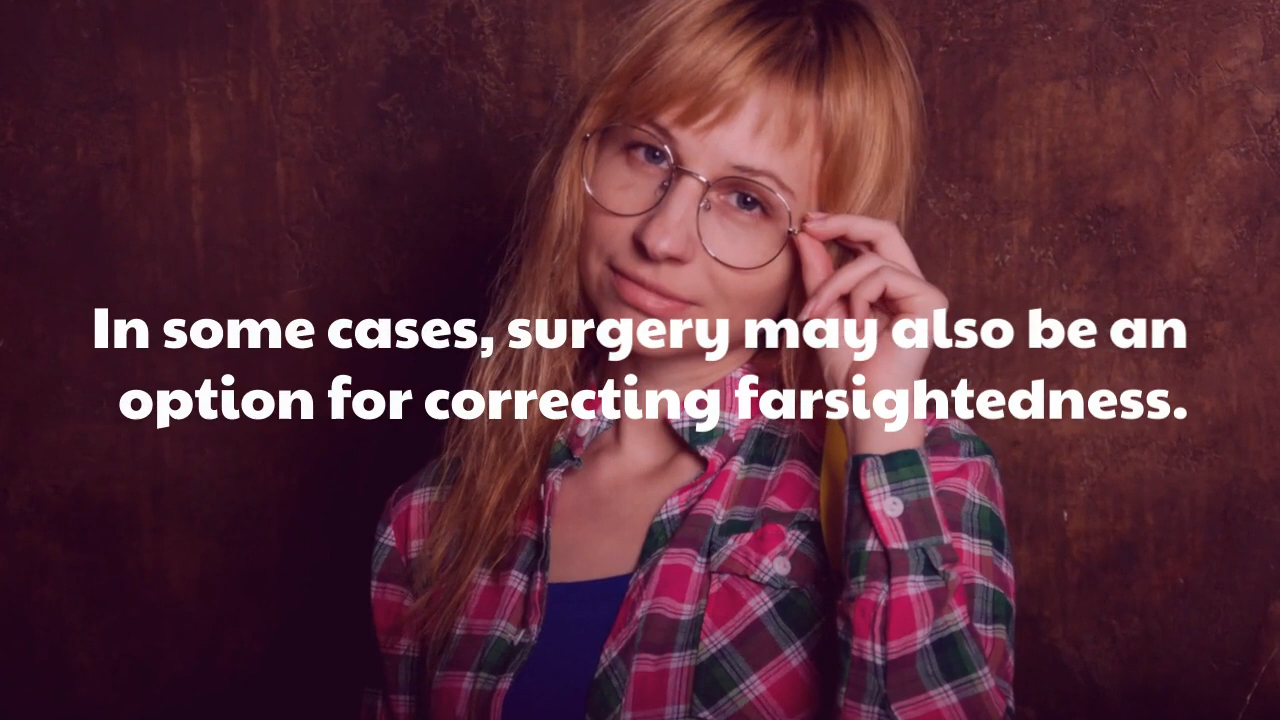 In some cases, surgery may also be an
option for correcting farsightedness.